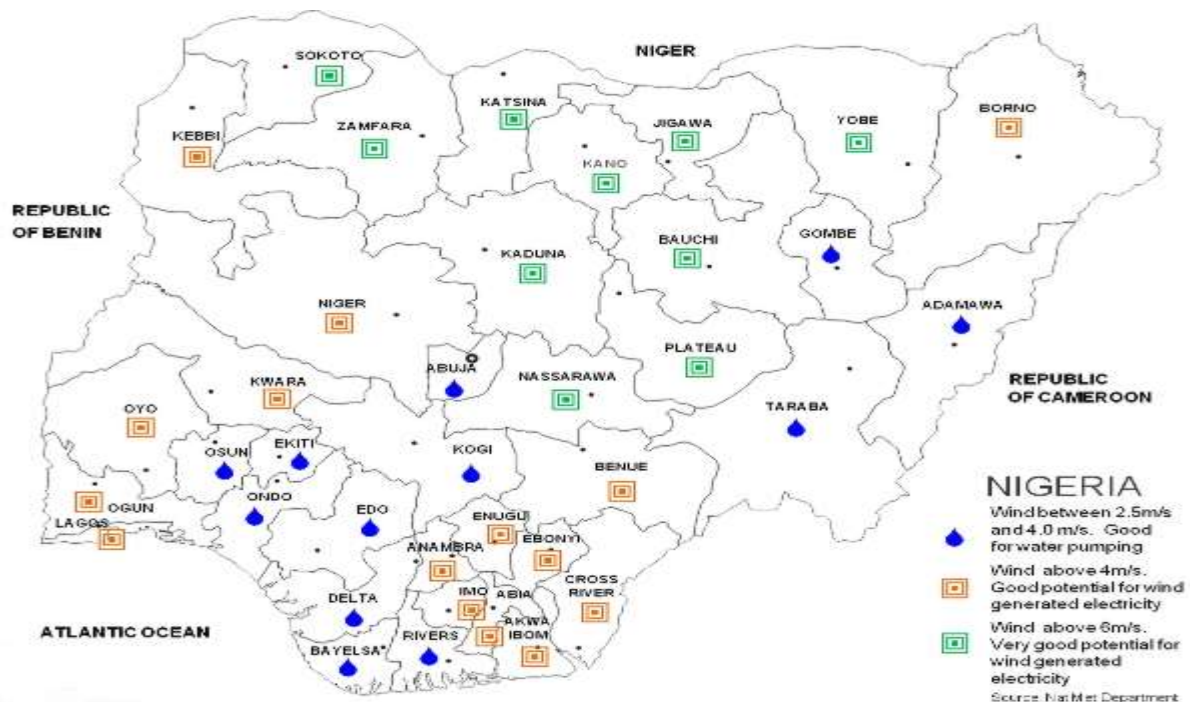 NIGER
SOKOTO
KATSINA
BORNO
ZAMFARA
JIGAWA
YOBE
KEBBI
KANO
REPUBLIC
OF BENIN
GOMBE
BAUCHI
KADUNA
NIGER
ADAMAWA
PLATEAU
ABUJA
NASSARAWA
REPUBLIC
OF CAMEROON
KWARA
OYO
TARABA
OSUN
EKITI
KOGI
BENUE
NIGERIA
OGUN
ONDO
EDO
LAGOS
ENUGU
EBONYI
ANAMBRA
Wind between 2.5m/s
and 4.0 m/s. Good
for water pumping
CROSS
RIVER
IMO
ABIA
Wind above 4m/s.
Good potential for wind
generated electricity
DELTA
AKWA
IBOM
ATLANTIC OCEAN
RIVERS
BAYELSA
Wind above 6m/s.
Very good potential for
wind generated
electricity
Source: Nat Met Department